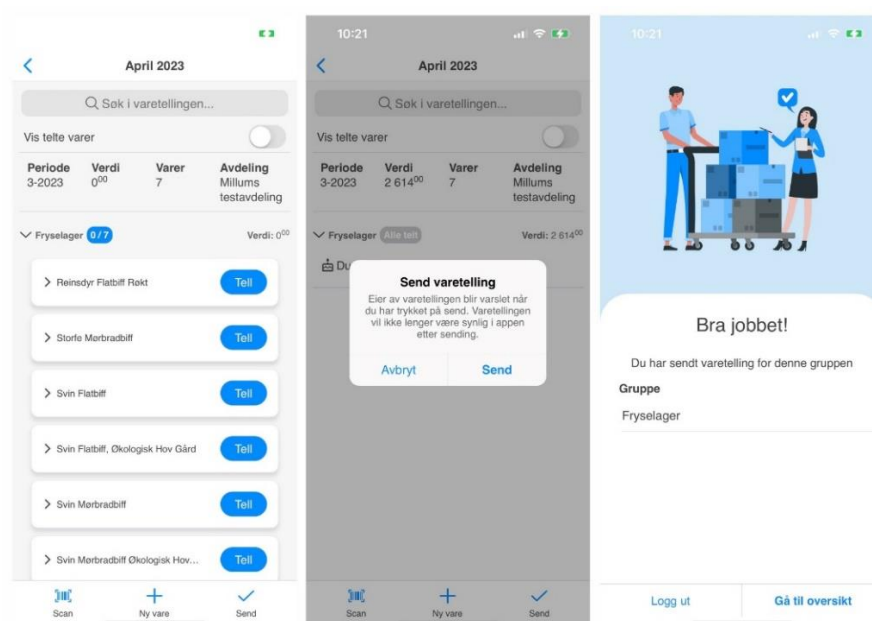 April 2023
Søk i varetellingen...
Vis telte varer
Periode Verdi Varer Avdeling
3-2023 0⁰⁰ 7 Millums
testavdeling
Fryselager 0/7 Verdi: 0⁰⁰
Reinsdyr Flatbiff Røkt Tell
Storfe Mørbradbiff Tell
Svin Flatbiff Tell
Svin Flatbiff, Økologisk Hov Gård Tell
Svin Mørbradbiff Tell
Svin Mørbradbiff Økologisk Hov... Tell
Scan Ny vare Send
10:21
April 2023
Søk i varetellingen...
Vis telte varer
Periode Verdi Varer Avdeling
3-2023 2 614⁰⁰ 7 Millums
testavdeling
Fryselager Alle telt Verdi: 2 614⁰⁰
Du
Send varetelling
Eier av varetellingen blir varslet når
du har trykket på send. Varetellingen
vil ikke lenger være synlig i appen
etter sending.
Avbryt Send
Scan Ny vare Send
10:21
Bra jobbet!
Du har sendt varetelling for denne gruppen
Gruppe
Fryselager
Logg ut Gå til oversikt